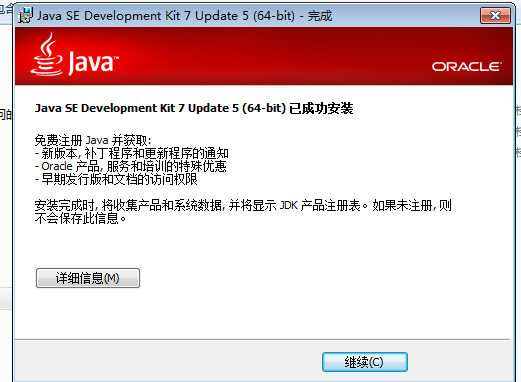 Java SE Development Kit 7 Update 5 (64-bit) - 完成
Java™
ORACLE
Java SE Development Kit 7 Update 5 (64-bit) 已成功安装
免费注册 Java 并获取:
- 新版本, 补丁程序和更新程序的通知
- Oracle 产品, 服务和培训的特殊优惠
- 早期发行版和文档的访问权限
安装完成时, 将收集产品和系统数据, 并将显示 JDK 产品注册表。如果未注册, 则
不会保存此信息。
详细信息(M)
继续(C)